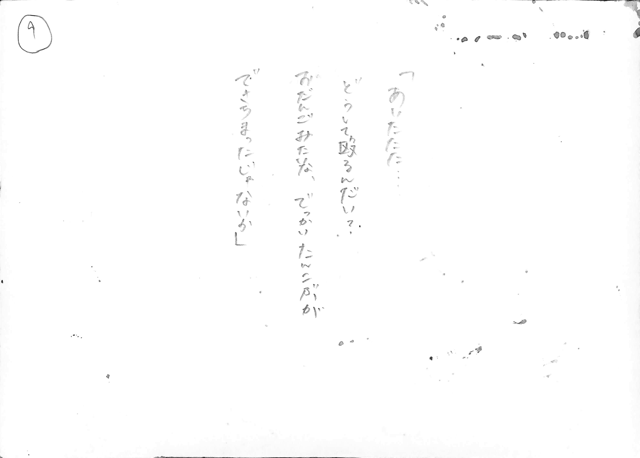 9
「あいたたた…
どうして殴るんだい?
おだんごみたいな、でっかいたんこぶが
できちまったじゃないか」